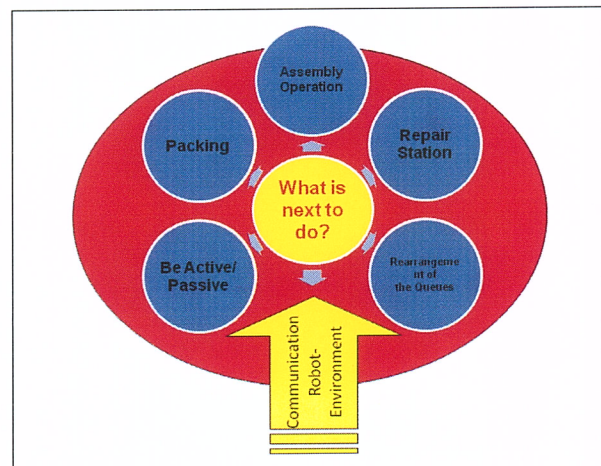 Assembly
Operation
Packing
Repair
Station
What is
next to
do?
Be Active/
Passive
Rearrangeme
nt of
the Queues
Communication
Robot-
Environment